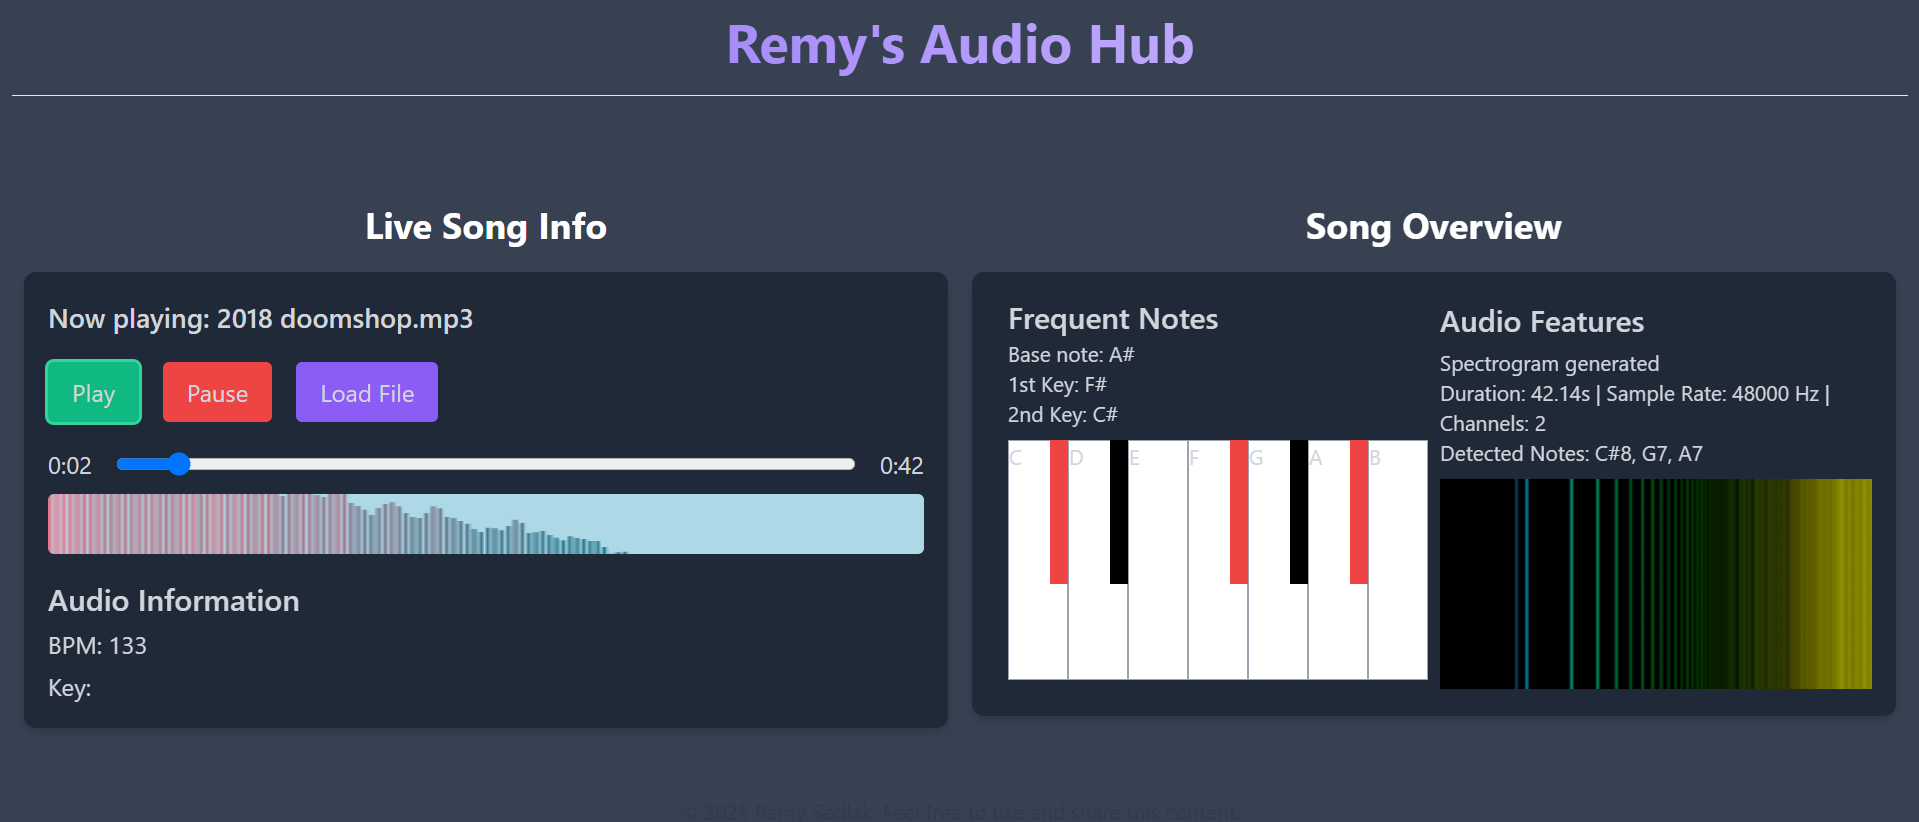 Remy's Audio Hub
Live Song Info
Now playing: 2018 doomshop.mp3
Play Pause Load File
0:02 0:42
Audio Information
BPM: 133
Key:
Song Overview
Frequent Notes
Base note: A#
1st Key: F#
2nd Key: C#
C D E F G A B
Audio Features
Spectrogram generated
Duration: 42.14s | Sample Rate: 48000 Hz |
Channels: 2
Detected Notes: C#8, G7, A7
© 2025 Remy Sedlak. Feel free to use and share this content.